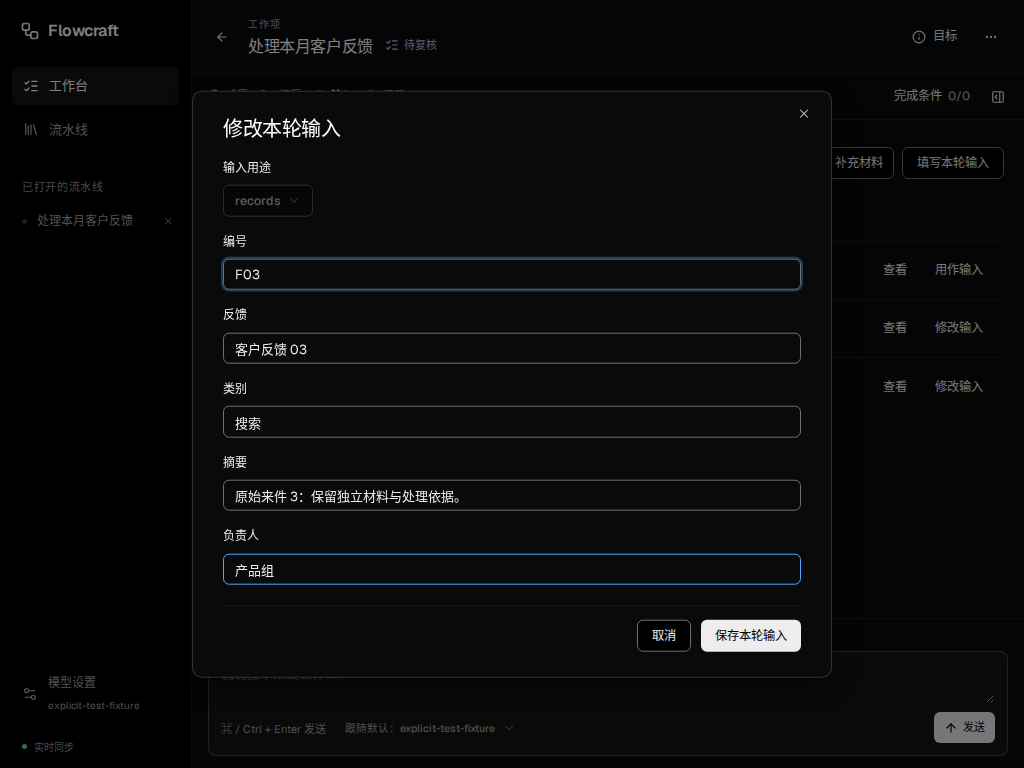 Flowcraft
工作台
流水线
已打开的流水线
处理本月客户反馈
模型设置
explicit-test-fixture
实时同步
工作项
处理本月客户反馈
待复核
目标
完成条件 0/0
补充材料
填写本轮输入
查看
用作输入
查看
修改输入
查看
修改输入
修改本轮输入
输入用途
records
编号
F03
反馈
客户反馈 03
类别
搜索
摘要
原始来件 3：保留独立材料与处理依据。
负责人
产品组
取消
保存本轮输入
⌘ / Ctrl + Enter 发送
跟随默认：explicit-test-fixture
发送